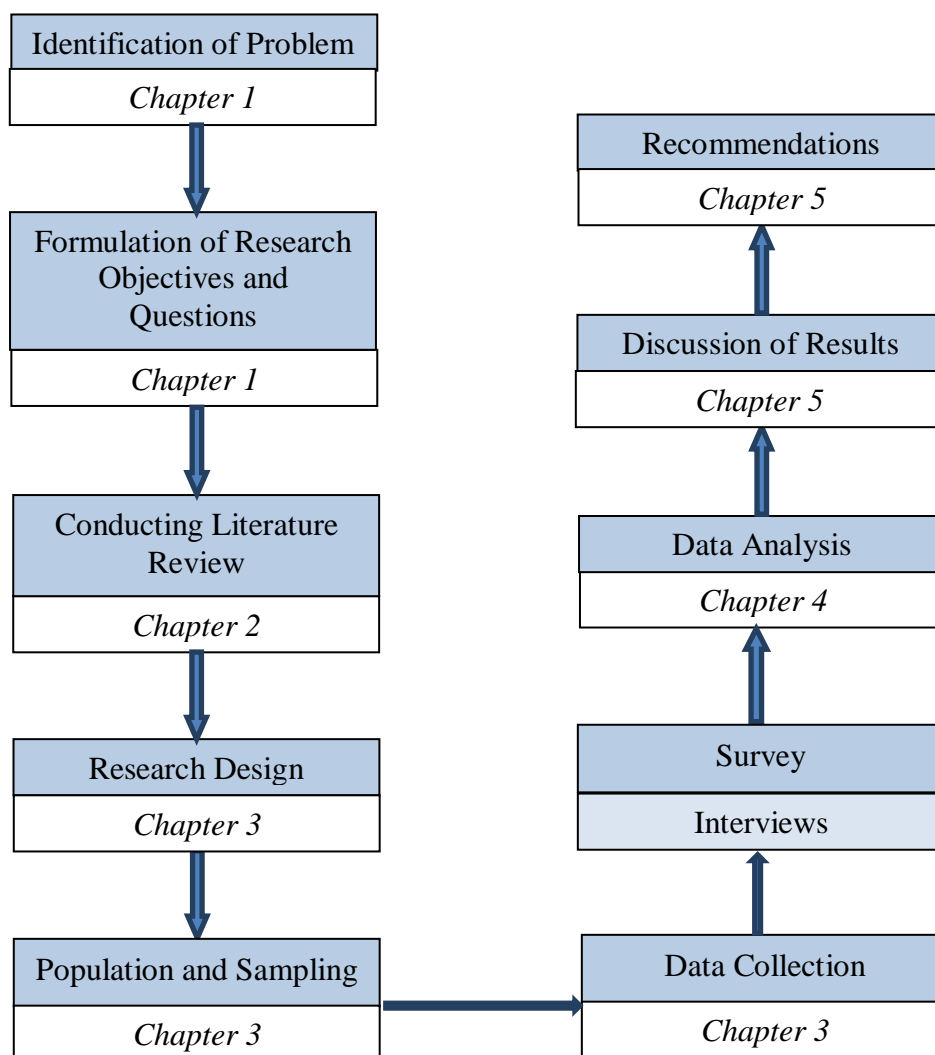 Identification of Problem
Chapter 1
Formulation of Research
Objectives and
Questions
Chapter 1
Conducting Literature
Review
Chapter 2
Research Design
Chapter 3
Population and Sampling
Chapter 3
Data Collection
Chapter 3
Survey
Interviews
Data Analysis
Chapter 4
Discussion of Results
Chapter 5
Recommendations
Chapter 5